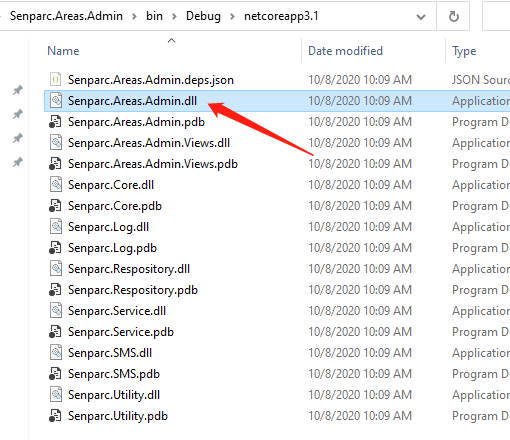 Senparc.Areas.Admin > bin > Debug > netcoreapp3.1
Name Date modified Type
Senparc.Areas.Admin.deps.json 10/8/2020 10:09 AM JSON Sourc
Senparc.Areas.Admin.dll 10/8/2020 10:09 AM Application
Senparc.Areas.Admin.pdb 10/8/2020 10:09 AM Program D
Senparc.Areas.Admin.Views.dll 10/8/2020 10:09 AM Application
Senparc.Areas.Admin.Views.pdb 10/8/2020 10:09 AM Program D
Senparc.Core.dll 10/8/2020 10:09 AM Application
Senparc.Core.pdb 10/8/2020 10:09 AM Program D
Senparc.Log.dll 10/8/2020 10:09 AM Application
Senparc.Log.pdb 10/8/2020 10:09 AM Program D
Senparc.Respository.dll 10/8/2020 10:09 AM Application
Senparc.Respository.pdb 10/8/2020 10:09 AM Program D
Senparc.Service.dll 10/8/2020 10:09 AM Application
Senparc.Service.pdb 10/8/2020 10:09 AM Program D
Senparc.SMS.dll 10/8/2020 10:09 AM Application
Senparc.SMS.pdb 10/8/2020 10:09 AM Program D
Senparc.Utility.dll 10/8/2020 10:09 AM Application
Senparc.Utility.pdb 10/8/2020 10:09 AM Program D